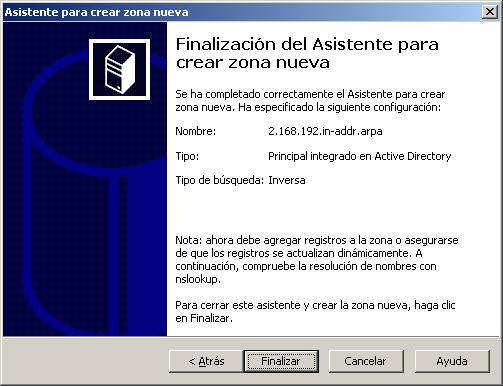 Asistente para crear zona nueva
Finalización del Asistente para
crear zona nueva
Se ha completado correctamente el Asistente para crear
zona nueva. Ha especificado la siguiente configuración:
Nombre: 2.168.192.in-addr.arpa
Tipo: Principal integrado en Active Directory
Tipo de búsqueda: Inversa
Nota: ahora debe agregar registros a la zona o asegurarse
de que los registros se actualizan dinámicamente. A
continuación, compruebe la resolución de nombres con
nslookup.
Para cerrar este asistente y crear la zona nueva, haga clic
en Finalizar.
< Atrás Finalizar Cancelar Ayuda